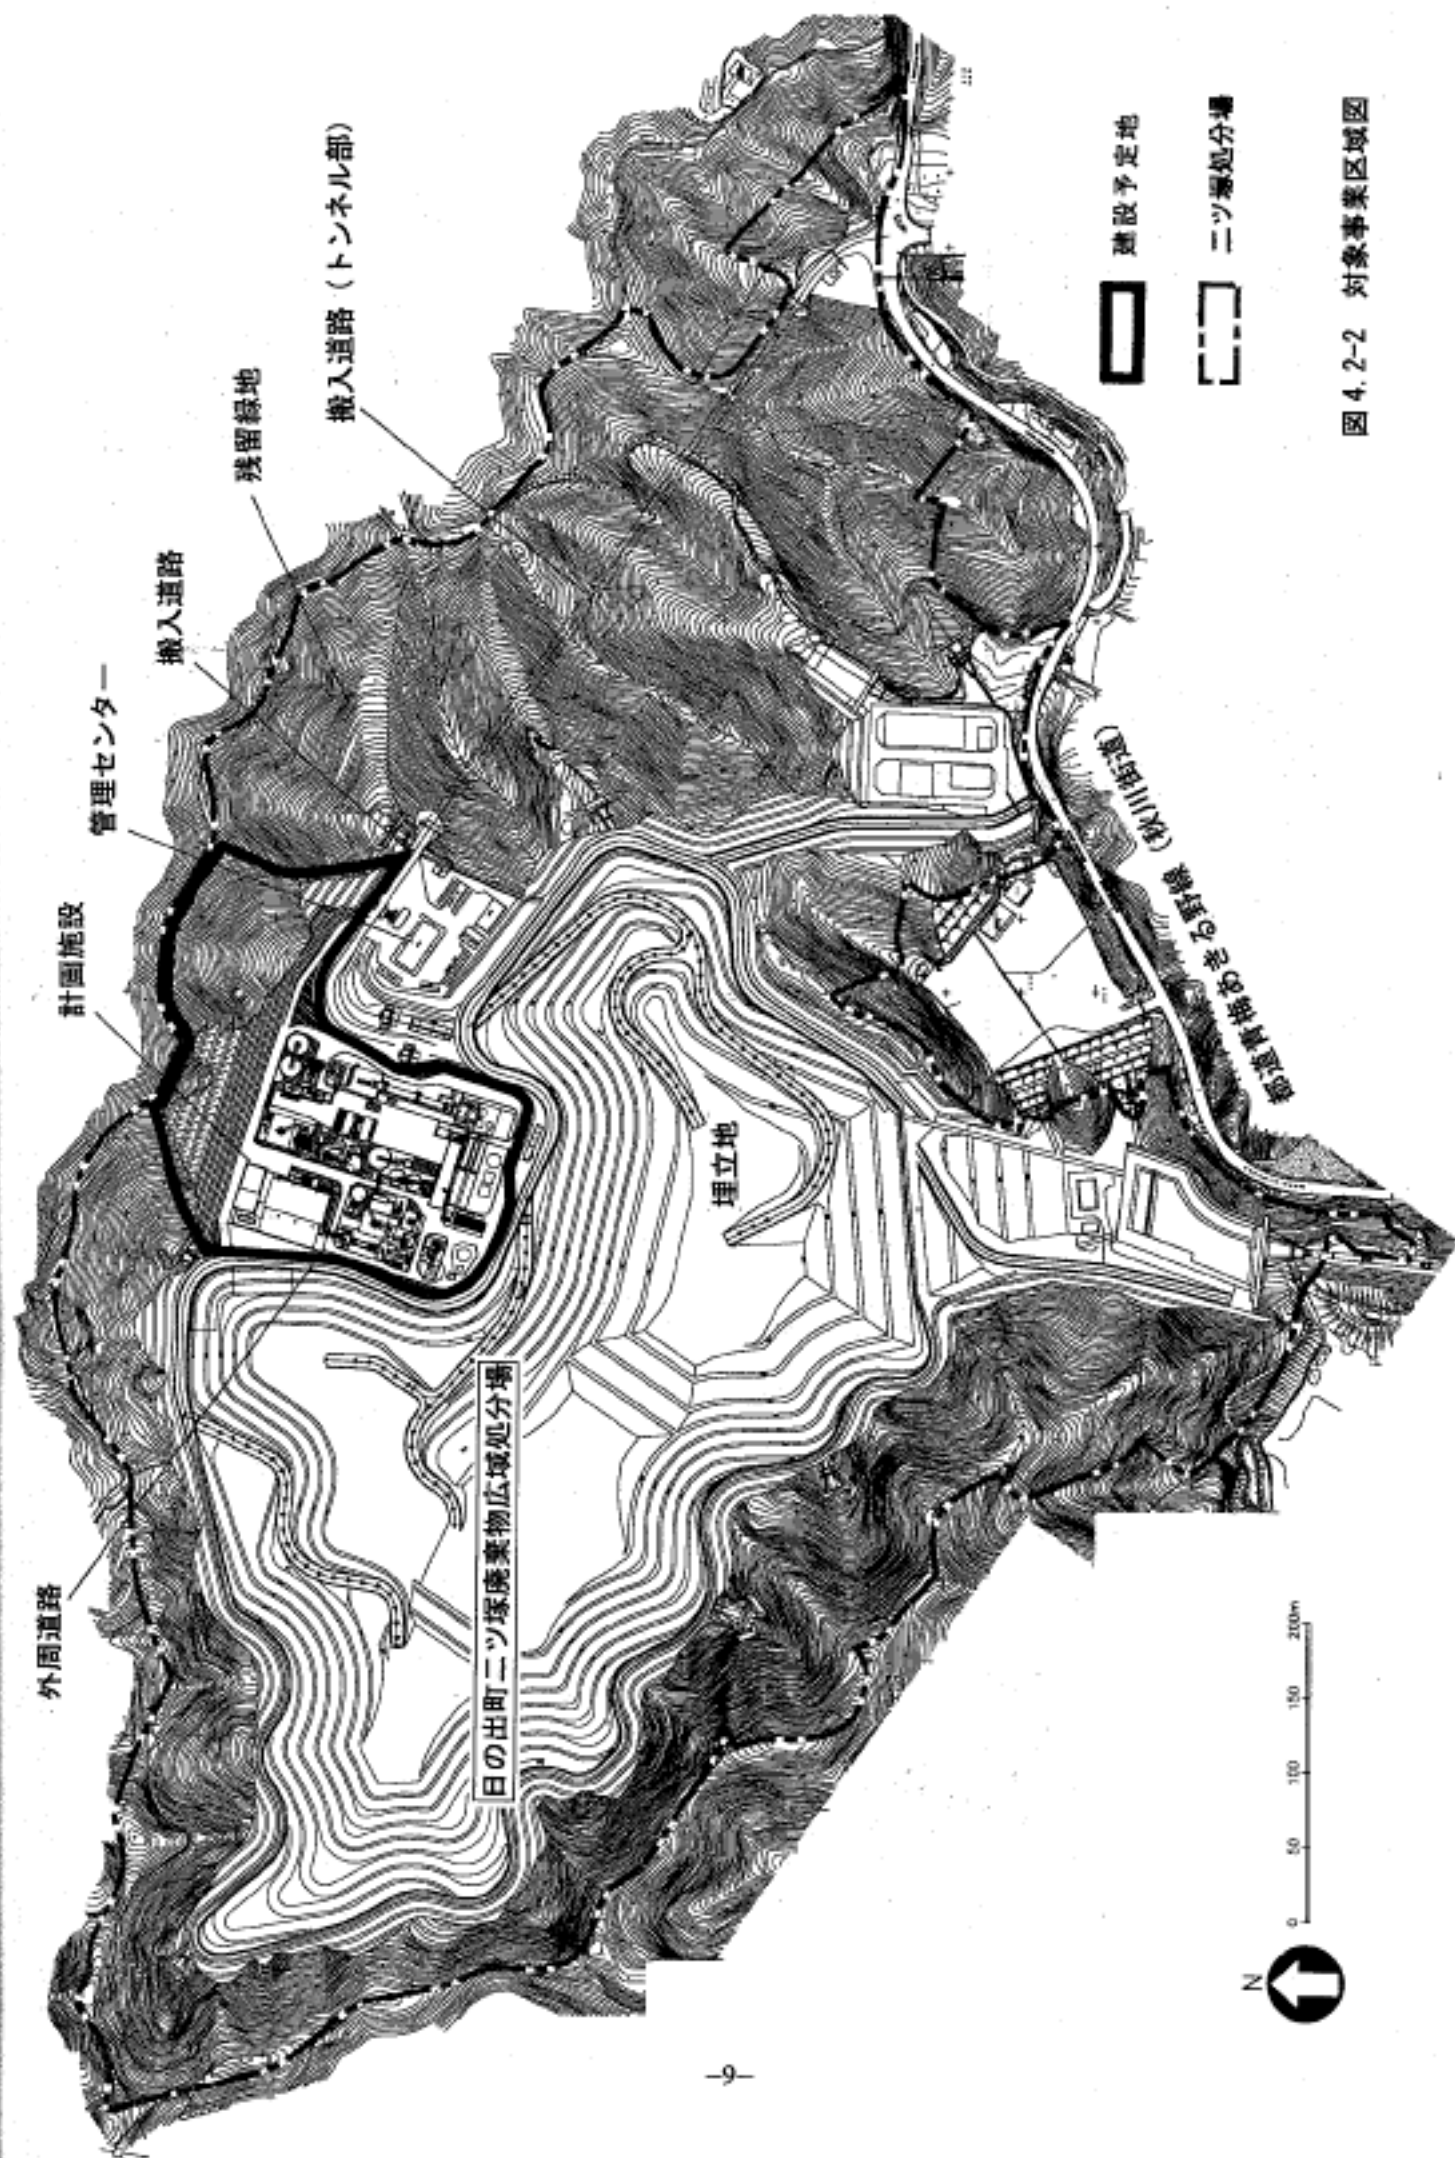 外周道路
計画施設
管理センター
搬入道路
残留緑地
搬入道路(トンネル部)
日の出町二ツ塚廃棄物広域処分場
埋立地
都道青梅あきる野線(秋川街道)
建設予定地
二ツ塚処分場
図4.2-2 対象事業区域図
N
0 50 100 150 200m
-9-